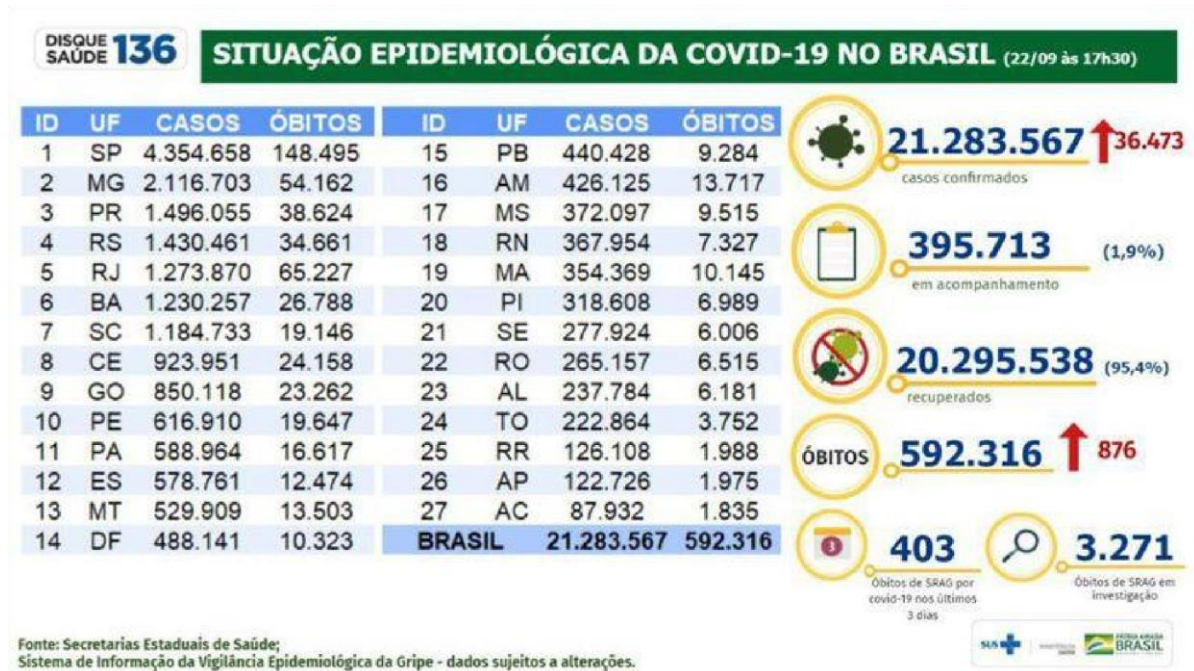 DISQUE
SAÚDE 136
SITUAÇÃO EPIDEMIOLÓGICA DA COVID-19 NO BRASIL (22/09 às 17h30)
ID UF CASOS ÓBITOS
1 SP 4.354.658 148.495
2 MG 2.116.703 54.162
3 PR 1.496.055 38.624
4 RS 1.430.461 34.661
5 RJ 1.273.870 65.227
6 BA 1.230.257 26.788
7 SC 1.184.733 19.146
8 CE 923.951 24.158
9 GO 850.118 23.262
10 PE 616.910 19.647
11 PA 588.964 16.617
12 ES 578.761 12.474
13 MT 529.909 13.503
14 DF 488.141 10.323
ID UF CASOS ÓBITOS
15 PB 440.428 9.284
16 AM 426.125 13.717
17 MS 372.097 9.515
18 RN 367.954 7.327
19 MA 354.369 10.145
20 PI 318.608 6.989
21 SE 277.924 6.006
22 RO 265.157 6.515
23 AL 237.784 6.181
24 TO 222.864 3.752
25 RR 126.108 1.988
26 AP 122.726 1.975
27 AC 87.932 1.835
BRASIL 21.283.567 592.316
21.283.567 36.473
casos confirmados
395.713 (1,9%)
em acompanhamento
20.295.538 (95,4%)
recuperados
ÓBITOS 592.316 876
3 403
Óbitos de SRAG por
covid-19 nos últimos
3 dias
3.271
Óbitos de SRAG em
investigação
Fonte: Secretarias Estaduais de Saúde;
Sistema de Informação da Vigilância Epidemiológica da Gripe - dados sujeitos a alterações.
SUS
BRASIL